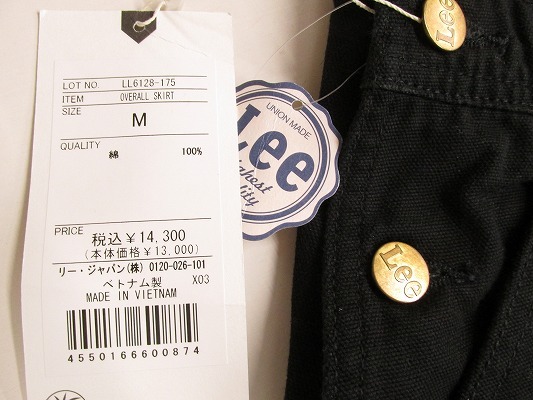 LOT NO. LL6128-175
ITEM OVERALL SKIRT
SIZE M
QUALITY
綿 100%
PRICE 税込¥14,300
(本体価格¥13,000)
リー・ジャパン(株) 0120-026-101
ベトナム製 X03
MADE IN VIETNAM
4550166600874
UNION MADE
Lee
Highest
Quality
Lee
Lee